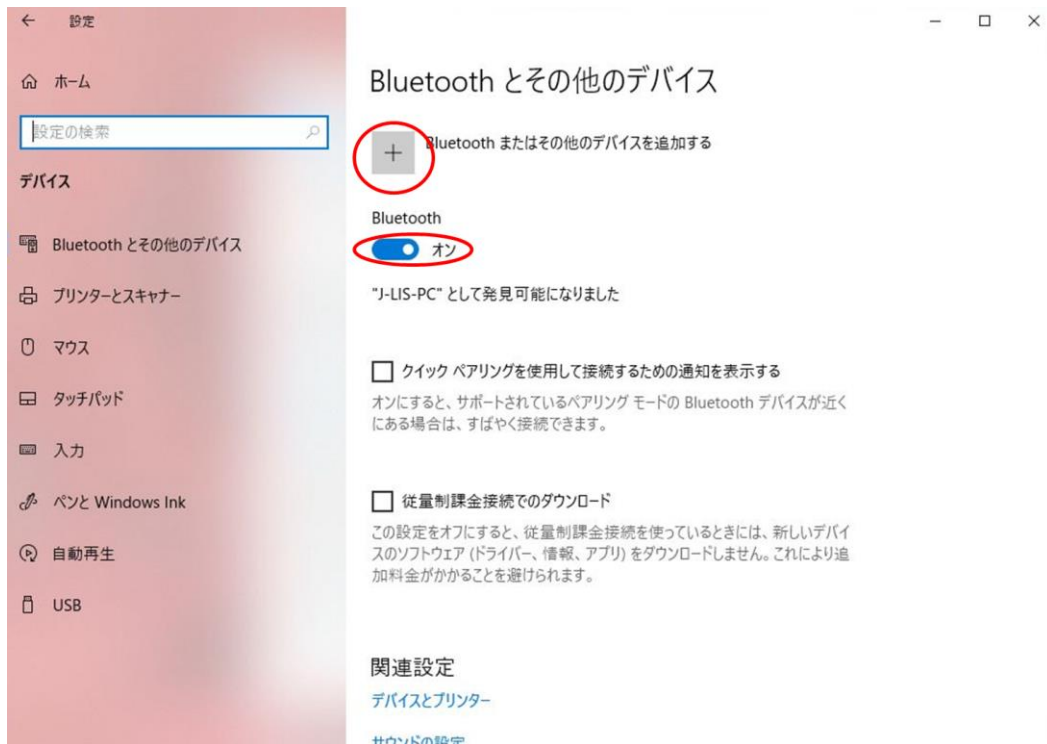 設定
ホーム
設定の検索
デバイス
Bluetooth とその他のデバイス
プリンターとスキャナー
マウス
タッチパッド
入力
ペンと Windows Ink
自動再生
USB
Bluetooth とその他のデバイス
Bluetooth またはその他のデバイスを追加する
Bluetooth
オン
"J-LIS-PC" として発見可能になりました
クイック ペアリングを使用して接続するための通知を表示する
オンにすると、サポートされているペアリング モードの Bluetooth デバイスが近く
にある場合は、すばやく接続できます。
従量制課金接続でのダウンロード
この設定をオフにすると、従量制課金接続を使っているときには、新しいデバイ
スのソフトウェア (ドライバー、情報、アプリ) をダウンロードしません。これにより追
加料金がかかることを避けられます。
関連設定
デバイスとプリンター
サウンドの設定